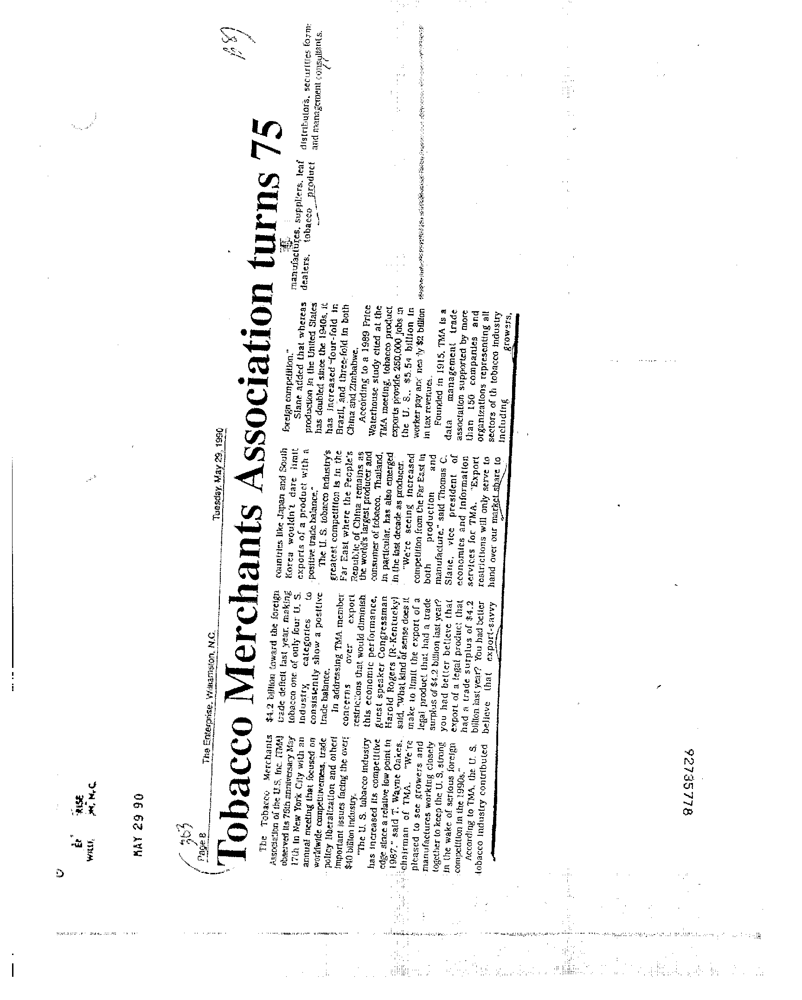 MAY 29 90
363
Page 8
The Enterprise, Williamston, N.C.
Tuesday, May 29, 1990
Tobacco Merchants Association turns 75
The Tobacco Merchants
Association of the U.S. Inc. [TMA]
observed its 75th anniversary May
17th in New York City with an
annual meeting that focused on
worldwide competitiveness, trade
policy liberalization and other
important issues facing the over
$40 billion industry.
"The U. S. tobacco industry
has increased its competitive
edge since a relative low point in
1987," said T. Wayne Oakes,
chairman of TMA. "We're
pleased to see growers and
manufactures working closely
together to keep the U. S. strong
in the wake of serious foreign
competition in the 1990s."
According to TMA, the U. S.
tobacco industry contributed
$4.2 billion toward the foreign
trade deficit last year, making
tobacco one of only four U. S.
industry categories to
consistently show a positive
trade balance.
In addressing TMA member
concerns over export
restrictions that would diminish
this economic performance,
guest speaker Congressman
Harold Rogers [R-Kentucky]
said, "What kind of sense does it
make to limit the export of a
legal product that had a trade
surplus of $4.2 billion last year?
you had better believe that
export of a legal product that
had a trade surplus of $4.2
billion last year? You had better
believe that export-savvy
countries like Japan and South
Korea wouldn't dare limit
exports of a product with a
positive trade balance."
The U. S. tobacco industry's
greatest competition is in the
Far East where the People's
Republic of China remains as
the world's largest producer and
consumer of tobacco. Thailand,
in particular, has also emerged
in the last decade as producer.
"We're seeing increased
competition from the Far East in
both production and
manufacture," said Thomas C.
Slane, vice president of
economics and information
services for TMA. "Export
restrictions will only serve to
hand over our market share to
foreign competition."
Slane added that whereas
production in the United States
has doubled since the 1940s, it
has increased four-fold in
Brazil, and three-fold in both
China and Zimbabwe.
According to a 1989 Price
Waterhouse study cited at the
TMA meeting, tobacco product
exports provide 250,000 jobs in
the U. S., $5.54 billion in
worker pay and nearly $2 billion
in tax revenues.
Founded in 1915, TMA is a
data management trade
association supported by more
than 150 companies and
organizations representing all
sectors of th tobacco industry
including growers,
manufactures, suppliers, leaf
dealers, tobacco product
distributors, securities forms
and management consultants.
92735778